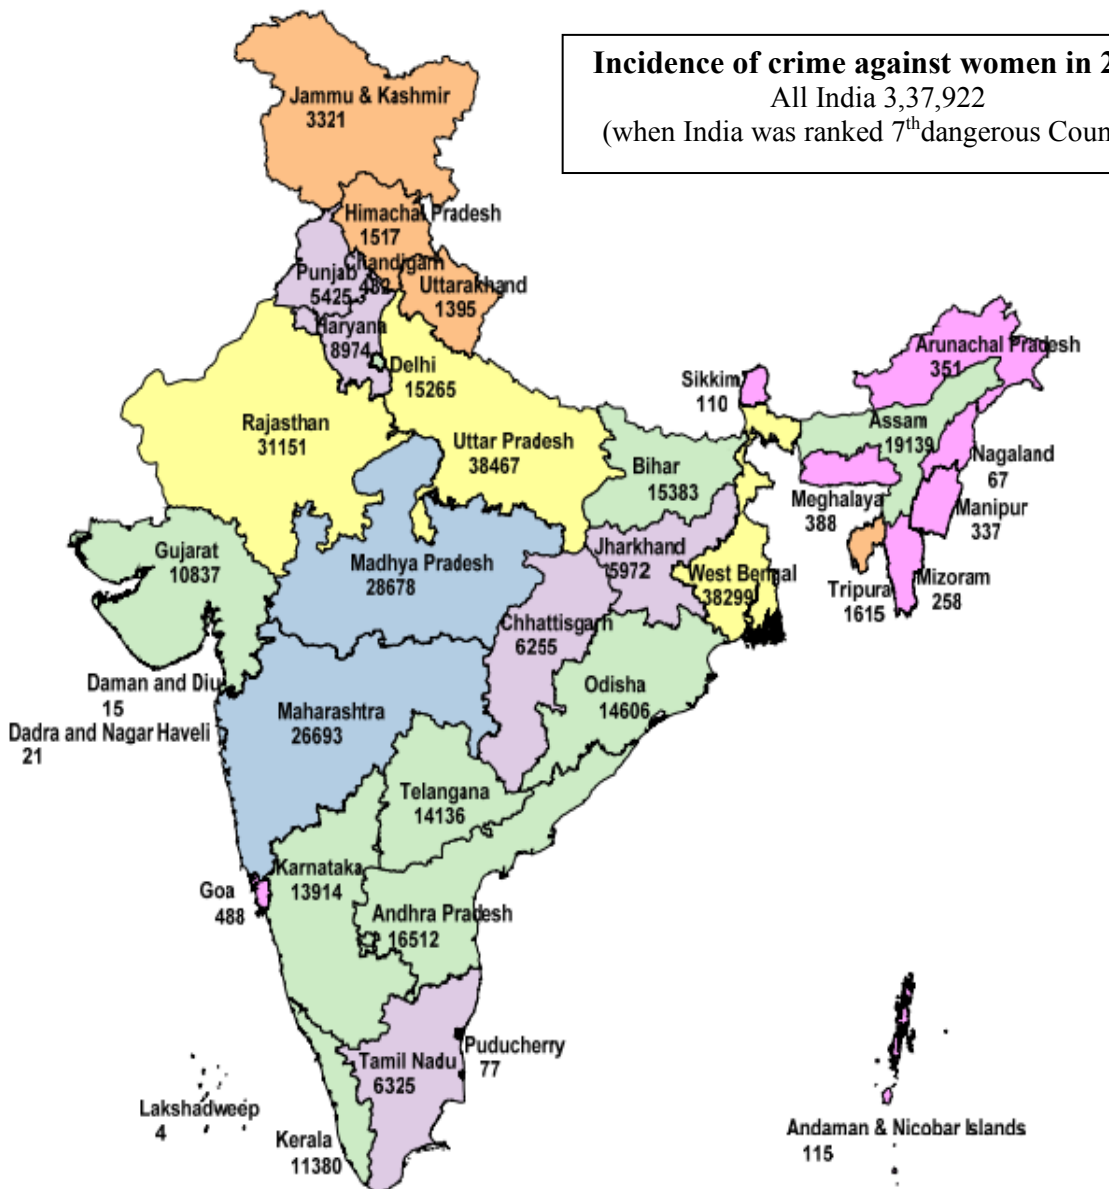 Incidence of crime against women in 2
All India 3,37,922
(when India was ranked 7th dangerous Coun
Jammu & Kashmir
3321
Himachal Pradesh
1517
Chandigarh
482
Punjab
5425
Uttarakhand
1395
Haryana
8974
Delhi
15265
Rajasthan
31151
Uttar Pradesh
38467
Sikkim
110
Arunachal Pradesh
351
Assam
19139
Nagaland
67
Bihar
15383
Meghalaya
388
Manipur
337
Gujarat
10837
Madhya Pradesh
28678
Jharkhand
5972
West Bengal
38299
Tripura
1615
Mizoram
258
Chhattisgarh
6255
Daman and Diu
15
Odisha
14606
Maharashtra
26693
Dadra and Nagar Haveli
21
Telangana
14136
Karnataka
13914
Goa
488
Andhra Pradesh
16512
Puducherry
77
Tamil Nadu
6325
Lakshadweep
4
Kerala
11380
Andaman & Nicobar Islands
115